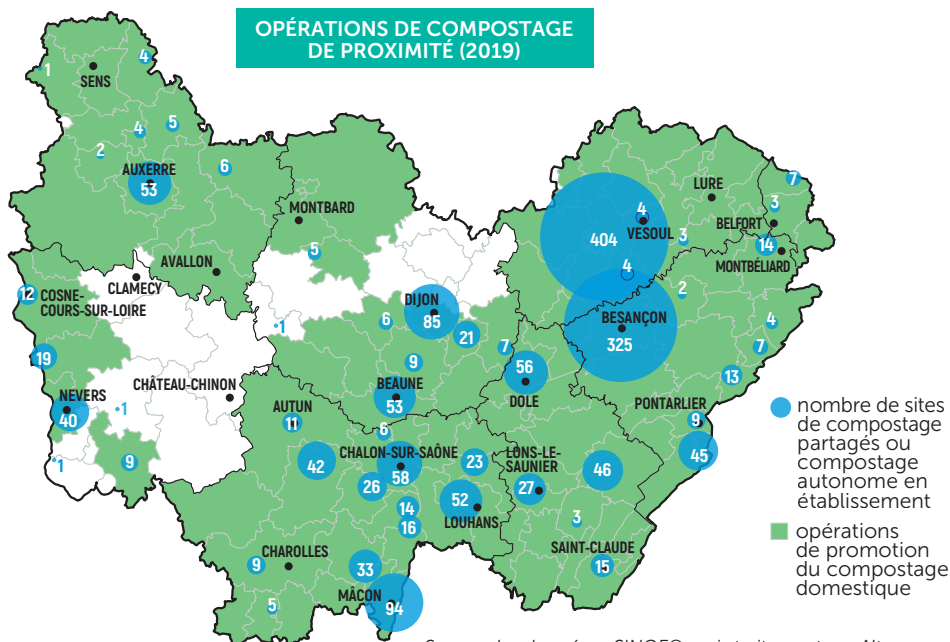 OPÉRATIONS DE COMPOSTAGE
DE PROXIMITÉ (2019)
1
SENS
4
4
5
2
AUXERRE
53
6
MONTBARD
5
AVALLON
CLAMECY
12
COSNE-
COURS-SUR-LOIRE
19
1
CHÂTEAU-CHINON
NEVERS
40
1
1
9
DIJON
85
6
21
7
9
BEAUNE
53
LURE
7
4
VESOUL
404
3
3
BELFORT
14
MONTBÉLIARD
4
2
BESANÇON
325
4
7
13
56
DOLE
PONTARLIER
9
45
AUTUN
11
6
42
CHALON-SUR-SAÔNE
58
26
23
LONS-LE-
SAUNIER
27
46
14
16
52
LOUHANS
3
SAINT-CLAUDE
15
CHAROLLES
9
33
MÂCON
94
5
nombre de sites
de compostage
partagés ou
compostage
autonome en
établissement
opérations
de promotion
du compostage
domestique